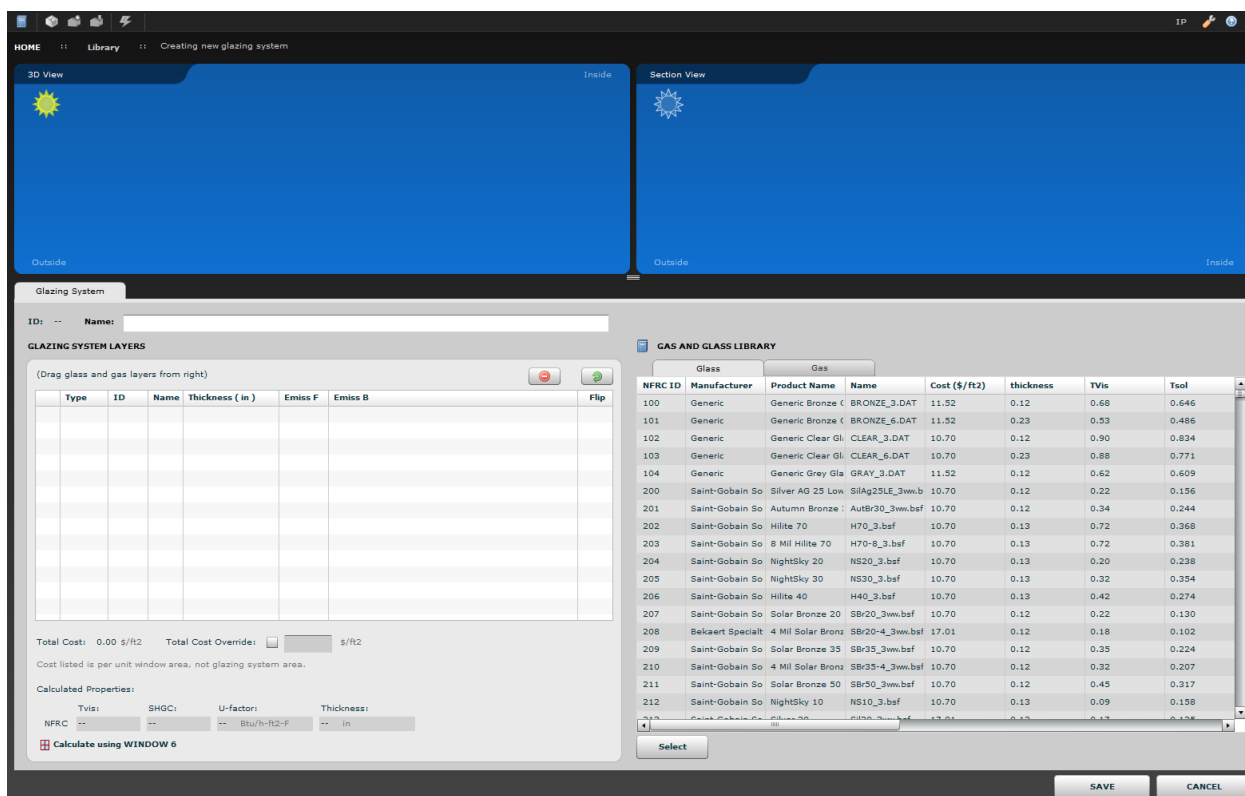 IP
HOME :: Library :: Creating new glazing system
3D View Inside
Outside
Section View
Outside Inside
Glazing System
ID: -- Name:
GLAZING SYSTEM LAYERS
(Drag glass and gas layers from right)
Type ID Name Thickness ( in ) Emiss F Emiss B Flip
Total Cost: 0.00 $/ft2 Total Cost Override: $/ft2
Cost listed is per unit window area, not glazing system area.
Calculated Properties:
Tvis: SHGC: U-factor: Thickness:
NFRC -- -- -- Btu/h-ft2-F -- in
Calculate using WINDOW 6
GAS AND GLASS LIBRARY
Glass Gas
NFRC ID Manufacturer Product Name Name Cost ($/ft2) thickness TVis Tsol
100 Generic Generic Bronze BRONZE_3.DAT 11.52 0.12 0.68 0.646
101 Generic Generic Bronze BRONZE_6.DAT 11.52 0.23 0.53 0.486
102 Generic Generic Clear CLEAR_3.DAT 10.70 0.12 0.90 0.834
103 Generic Generic Clear CLEAR_6.DAT 10.70 0.23 0.88 0.771
104 Generic Generic Grey Gla GRAY_3.DAT 11.52 0.12 0.62 0.609
200 Saint-Gobain So Silver AG 25 Low SilAg25LE_3ww.b 10.70 0.12 0.22 0.156
201 Saint-Gobain So Autumn Bronze AutBr30_3ww.bsf 10.70 0.12 0.34 0.244
202 Saint-Gobain So Hilite 70 H70_3.bsf 10.70 0.13 0.72 0.368
203 Saint-Gobain So 8 Mil Hilite 70 H70-8_3.bsf 10.70 0.13 0.72 0.381
204 Saint-Gobain So NightSky 20 NS20_3.bsf 10.70 0.13 0.20 0.238
205 Saint-Gobain So NightSky 30 NS30_3.bsf 10.70 0.13 0.32 0.354
206 Saint-Gobain So Hilite 40 H40_3.bsf 10.70 0.13 0.42 0.274
207 Saint-Gobain So Solar Bronze 20 SBr20_3ww.bsf 10.70 0.12 0.22 0.130
208 Bekaert Specialt 4 Mil Solar Bronz SBr20-4_3ww.bsf 17.01 0.12 0.18 0.102
209 Saint-Gobain So Solar Bronze 35 SBr35_3ww.bsf 10.70 0.12 0.35 0.224
210 Saint-Gobain So 4 Mil Solar Bronz SBr35-4_3ww.bsf 10.70 0.12 0.32 0.207
211 Saint-Gobain So Solar Bronze 50 SBr50_3ww.bsf 10.70 0.12 0.45 0.317
212 Saint-Gobain So NightSky 10 NS10_3.bsf 10.70 0.13 0.09 0.158
Select
SAVE CANCEL